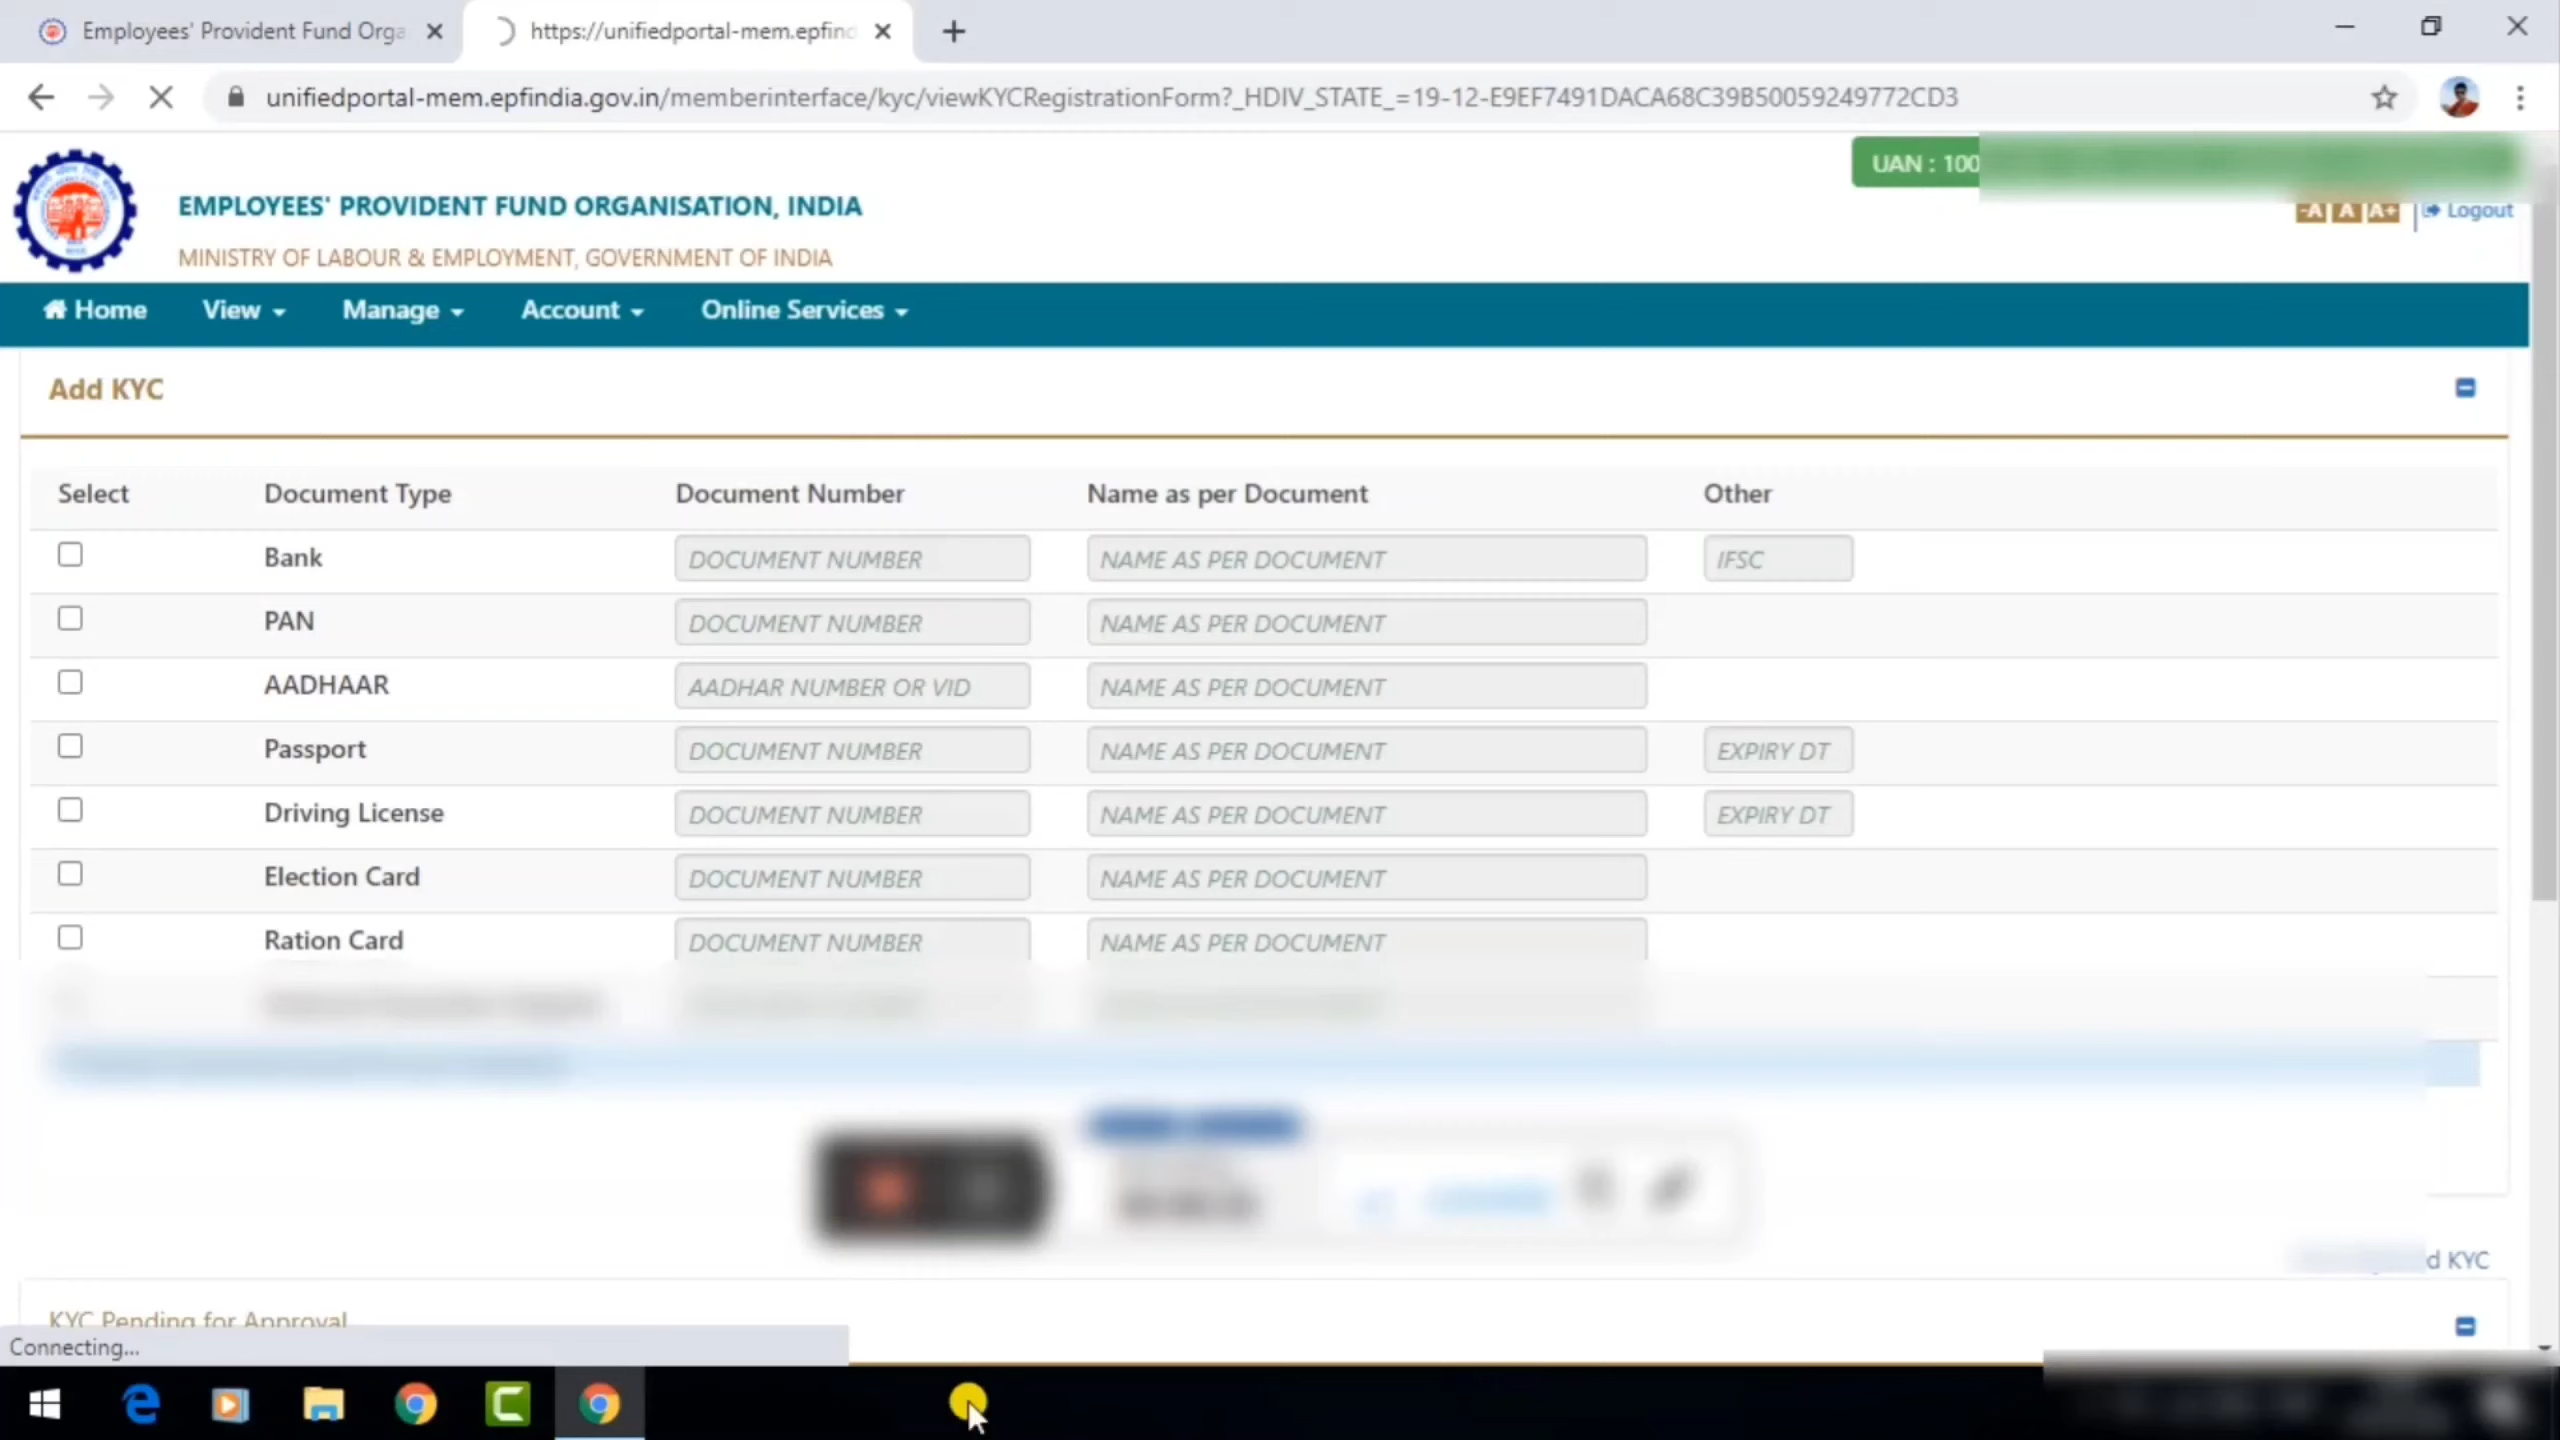 Employees' Provident Fund Orga
https://unifiedportal-mem.epfind
unifiedportal-mem.epfindia.gov.in/memberinterface/kyc/viewKYCRegistrationForm?_HDIV_STATE_=19-12-E9EF7491DACA68C39B50059249772CD3
UAN : 100
EMPLOYEES' PROVIDENT FUND ORGANISATION, INDIA
-A A A+ Logout
MINISTRY OF LABOUR & EMPLOYMENT, GOVERNMENT OF INDIA
Home View Manage Account Online Services
Add KYC
Select Document Type Document Number Name as per Document Other
Bank DOCUMENT NUMBER NAME AS PER DOCUMENT IFSC
PAN DOCUMENT NUMBER NAME AS PER DOCUMENT
AADHAAR AADHAR NUMBER OR VID NAME AS PER DOCUMENT
Passport DOCUMENT NUMBER NAME AS PER DOCUMENT EXPIRY DT
Driving License DOCUMENT NUMBER NAME AS PER DOCUMENT EXPIRY DT
Election Card DOCUMENT NUMBER NAME AS PER DOCUMENT
Ration Card DOCUMENT NUMBER NAME AS PER DOCUMENT
d KYC
KYC Pending for Approval
Connecting...